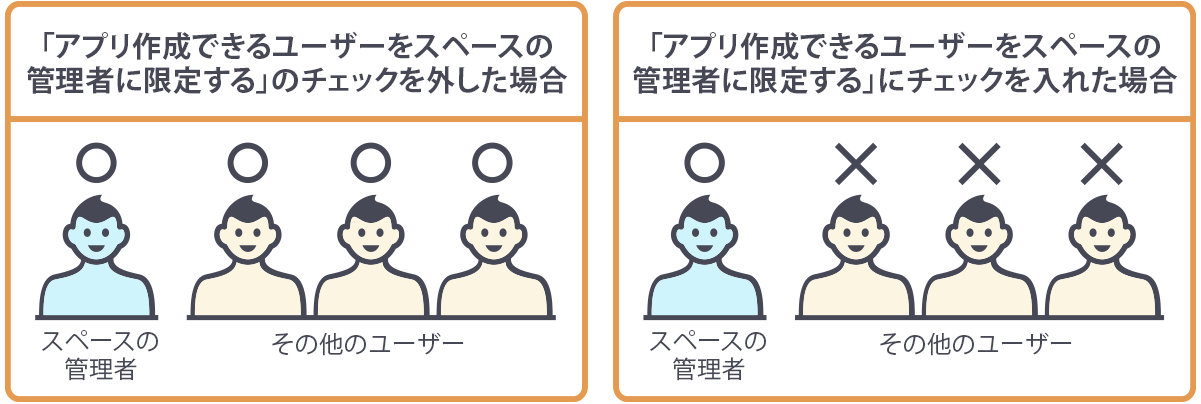 「アプリ作成できるユーザーをスペースの
管理者に限定する」のチェックを外した場合
スペースの
管理者
その他のユーザー
「アプリ作成できるユーザーをスペースの
管理者に限定する」にチェックを入れた場合
スペースの
管理者
その他のユーザー